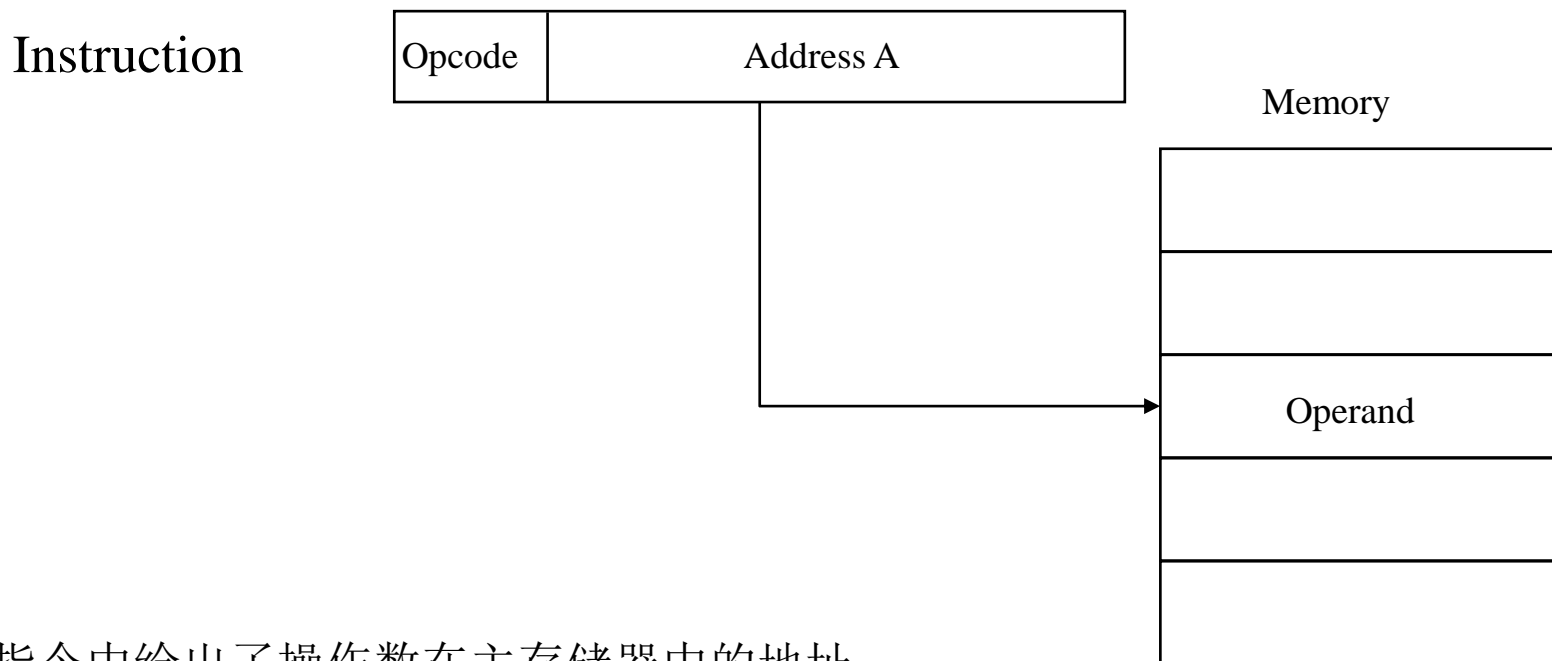 Instruction
Opcode
Address A
Memory
Operand
指令中给出了操作数在主存储器中的地址